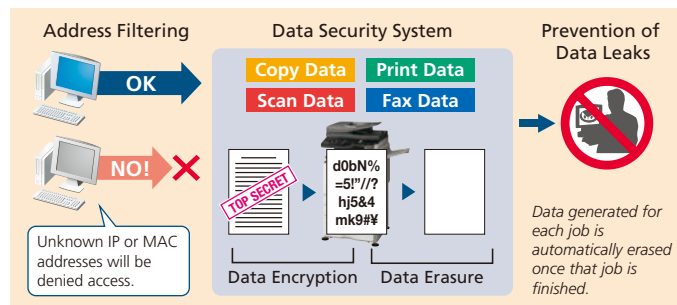 Address Filtering
OK
NO!
Unknown IP or MAC
addresses will be
denied access.
Data Security System
Copy Data
Print Data
Scan Data
Fax Data
TOP SECRET
d0bN%
=5!"//?
hj5&4
mk9#¥
Data Encryption
Data Erasure
Prevention of
Data Leaks
Data generated for
each job is
automatically erased
once that job is
finished.